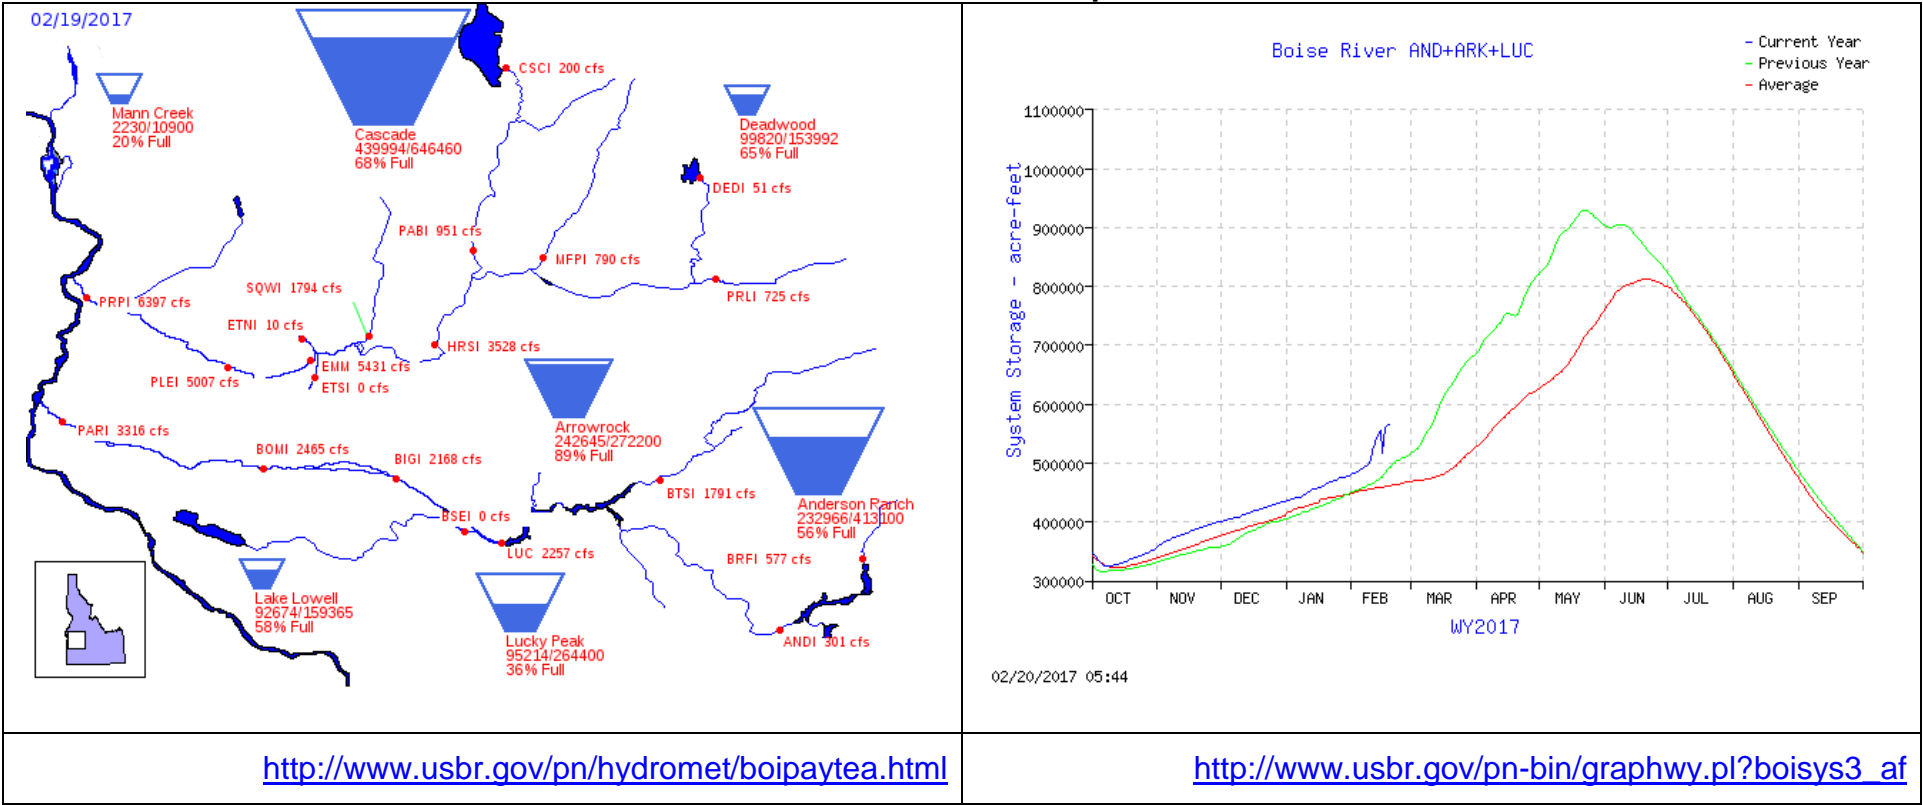 02/19/2017
Mann Creek
2230/10900
20% Full
Cascade
439994/646460
68% Full
CSCI 200 cfs
Deadwood
99820/153992
65% Full
DEDI 51 cfs
PABI 951 cfs
MFPI 790 cfs
PRLI 725 cfs
SQWI 1794 cfs
PRPI 6397 cfs
ETNI 10 cfs
HRSI 3528 cfs
EMM 5431 cfs
PLEI 5007 cfs
ETSI 0 cfs
Arrowrock
242645/272200
89% Full
PARI 3316 cfs
BOMI 2465 cfs
BIGI 2168 cfs
BTSI 1791 cfs
Anderson Ranch
232966/413100
56% Full
BSEI 0 cfs
LUC 2257 cfs
BRFI 577 cfs
Lake Lowell
92674/159365
58% Full
Lucky Peak
95214/264400
36% Full
ANDI 301 cfs
http://www.usbr.gov/pn/hydromet/boipaytea.html
Boise River AND+ARK+LUC
Current Year
Previous Year
Average
System Storage - acre-feet
1100000
1000000
900000
800000
700000
600000
500000
400000
300000
OCT NOV DEC JAN FEB MAR APR MAY JUN JUL AUG SEP
WY2017
02/20/2017 05:44
http://www.usbr.gov/pn-bin/graphwy.pl?boisys3_af